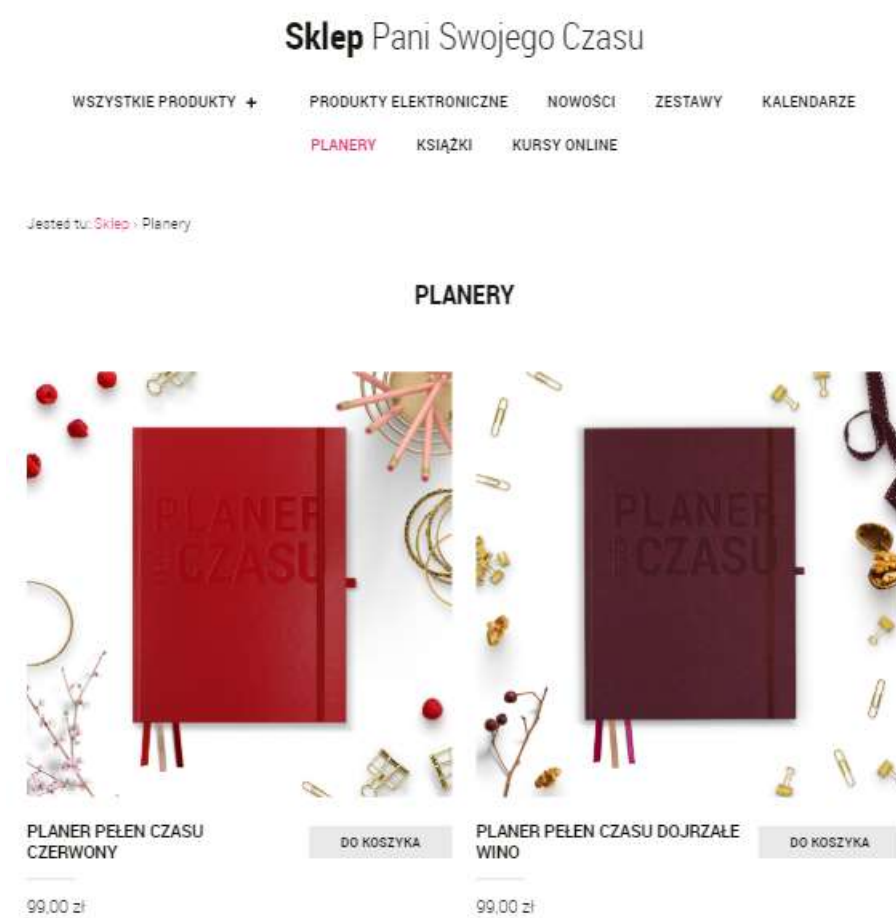 Sklep Pani Swojego Czasu
WSZYSTKIE PRODUKTY + PRODUKTY ELEKTRONICZNE NOWOŚCI ZESTAWY KALENDARZE
PLANERY KSIĄŻKI KURSY ONLINE
Jesteś tu: Sklep › Planery
PLANERY
PLANER
CZASU
PLANER
CZASU
PLANER PEŁEN CZASU
CZERWONY
DO KOSZYKA
99,00 zł
PLANER PEŁEN CZASU DOJRZAŁE
WINO
DO KOSZYKA
99,00 zł